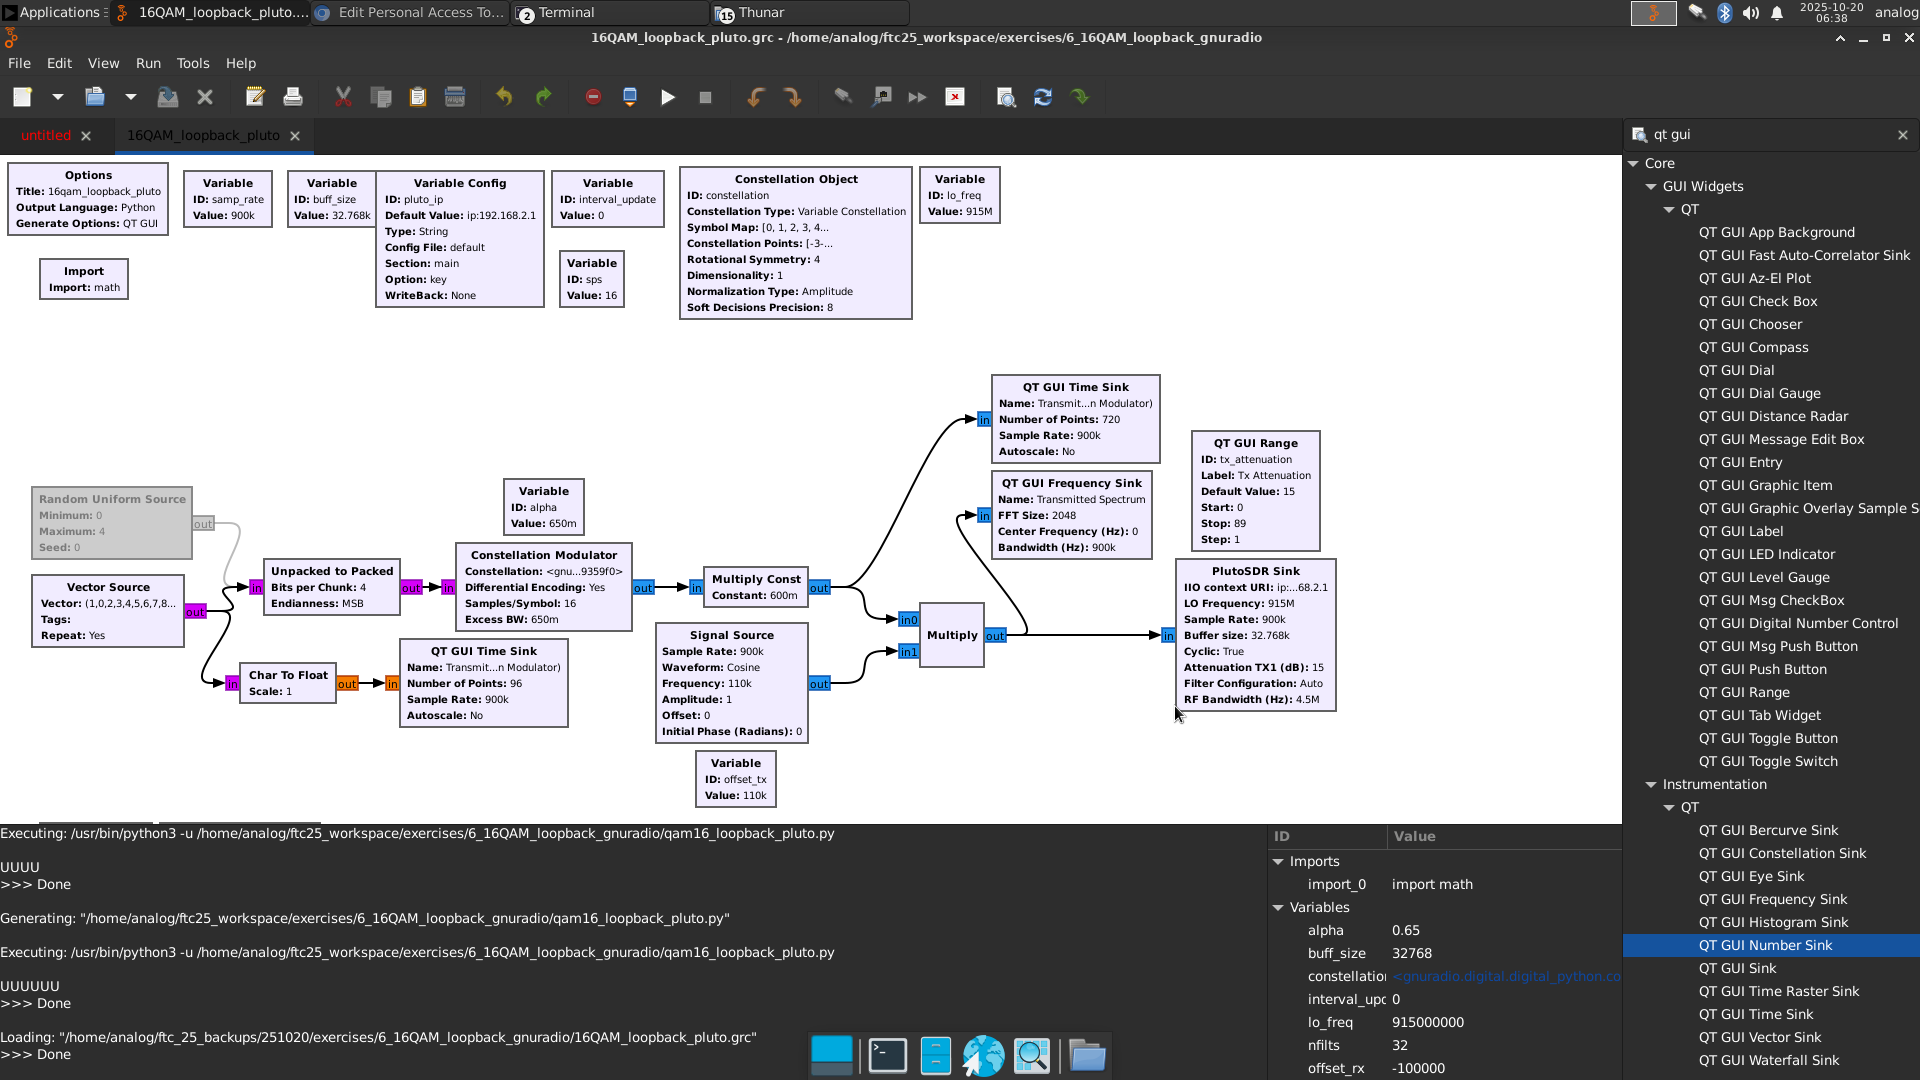 Applications
16QAM_loopback_pluto....
Edit Personal Access To...
2 Terminal
15 Thunar
2025-10-20
06:38
analog
16QAM_loopback_pluto.grc - /home/analog/ftc25_workspace/exercises/6_16QAM_loopback_gnuradio
File Edit View Run Tools Help
untitled
16QAM_loopback_pluto
qt gui
Options
Title: 16qam_loopback_pluto
Output Language: Python
Generate Options: QT GUI
Variable
ID: samp_rate
Value: 900k
Variable
ID: buff_size
Value: 32.768k
Variable Config
ID: pluto_ip
Default Value: ip:192.168.2.1
Type: String
Config File: default
Section: main
Option: key
WriteBack: None
Variable
ID: interval_update
Value: 0
Variable
ID: sps
Value: 16
Constellation Object
ID: constellation
Constellation Type: Variable Constellation
Symbol Map: [0, 1, 2, 3, 4...
Constellation Points: [-3-...
Rotational Symmetry: 4
Dimensionality: 1
Normalization Type: Amplitude
Soft Decisions Precision: 8
Variable
ID: lo_freq
Value: 915M
Import
Import: math
QT GUI Time Sink
Name: Transmit...n Modulator)
Number of Points: 720
Sample Rate: 900k
Autoscale: No
in
QT GUI Frequency Sink
Name: Transmitted Spectrum
FFT Size: 2048
Center Frequency (Hz): 0
Bandwidth (Hz): 900k
in
QT GUI Range
ID: tx_attenuation
Label: Tx Attenuation
Default Value: 15
Start: 0
Stop: 89
Step: 1
Random Uniform Source
Minimum: 0
Maximum: 4
Seed: 0
out
Vector Source
Vector: (1,0,2,3,4,5,6,7,8...
Tags:
Repeat: Yes
out
in
Unpacked to Packed
Bits per Chunk: 4
Endianness: MSB
out
Variable
ID: alpha
Value: 650m
in
Constellation Modulator
Constellation: <gnu...9359f0>
Differential Encoding: Yes
Samples/Symbol: 16
Excess BW: 650m
out
in
Multiply Const
Constant: 600m
out
in
Char To Float
Scale: 1
out
in
QT GUI Time Sink
Name: Transmit...n Modulator)
Number of Points: 96
Sample Rate: 900k
Autoscale: No
Signal Source
Sample Rate: 900k
Waveform: Cosine
Frequency: 110k
Amplitude: 1
Offset: 0
Initial Phase (Radians): 0
out
Variable
ID: offset_tx
Value: 110k
in0
in1
Multiply
out
in
PlutoSDR Sink
IIO context URI: ip:...68.2.1
LO Frequency: 915M
Sample Rate: 900k
Buffer size: 32.768k
Cyclic: True
Attenuation TX1 (dB): 15
Filter Configuration: Auto
RF Bandwidth (Hz): 4.5M
Core
GUI Widgets
QT
QT GUI App Background
QT GUI Fast Auto-Correlator Sink
QT GUI Az-El Plot
QT GUI Check Box
QT GUI Chooser
QT GUI Compass
QT GUI Dial
QT GUI Dial Gauge
QT GUI Distance Radar
QT GUI Message Edit Box
QT GUI Entry
QT GUI Graphic Item
QT GUI Graphic Overlay Sample S
QT GUI Label
QT GUI LED Indicator
QT GUI Level Gauge
QT GUI Msg CheckBox
QT GUI Digital Number Control
QT GUI Msg Push Button
QT GUI Push Button
QT GUI Range
QT GUI Tab Widget
QT GUI Toggle Button
QT GUI Toggle Switch
Instrumentation
QT
QT GUI Bercurve Sink
QT GUI Constellation Sink
QT GUI Eye Sink
QT GUI Frequency Sink
QT GUI Histogram Sink
QT GUI Number Sink
QT GUI Sink
QT GUI Time Raster Sink
QT GUI Time Sink
QT GUI Vector Sink
QT GUI Waterfall Sink
Executing: /usr/bin/python3 -u /home/analog/ftc25_workspace/exercises/6_16QAM_loopback_gnuradio/qam16_loopback_pluto.py
UUUU
>>> Done
Generating: "/home/analog/ftc25_workspace/exercises/6_16QAM_loopback_gnuradio/qam16_loopback_pluto.py"
Executing: /usr/bin/python3 -u /home/analog/ftc25_workspace/exercises/6_16QAM_loopback_gnuradio/qam16_loopback_pluto.py
UUUUUU
>>> Done
Loading: "/home/analog/ftc_25_backups/251020/exercises/6_16QAM_loopback_gnuradio/16QAM_loopback_pluto.grc"
>>> Done
ID Value
Imports
import_0 import math
Variables
alpha 0.65
buff_size 32768
constellation <gnuradio.digital.digital_python.co
interval_upd 0
lo_freq 915000000
nfilts 32
offset_rx -100000